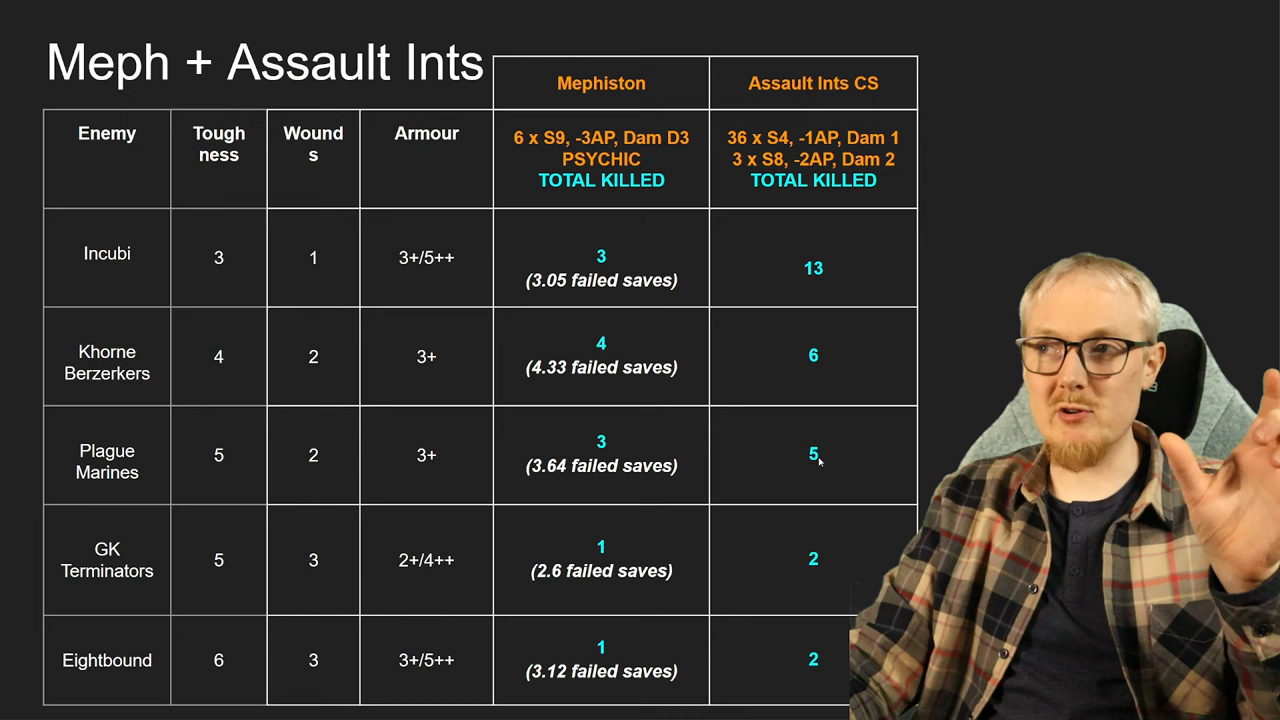 Meph + Assault Ints
Mephiston
Assault Ints CS
Enemy
Tough
ness
Wound
s
Armour
6 x S9, -3AP, Dam D3
PSYCHIC
TOTAL KILLED
36 x S4, -1AP, Dam 1
3 x S8, -2AP, Dam 2
TOTAL KILLED
Incubi
3
1
3+/5++
3
(3.05 failed saves)
13
Khorne
Berzerkers
4
2
3+
4
(4.33 failed saves)
6
Plague
Marines
5
2
3+
3
(3.64 failed saves)
5
GK
Terminators
5
3
2+/4++
1
(2.6 failed saves)
2
Eightbound
6
3
3+/5++
1
(3.12 failed saves)
2